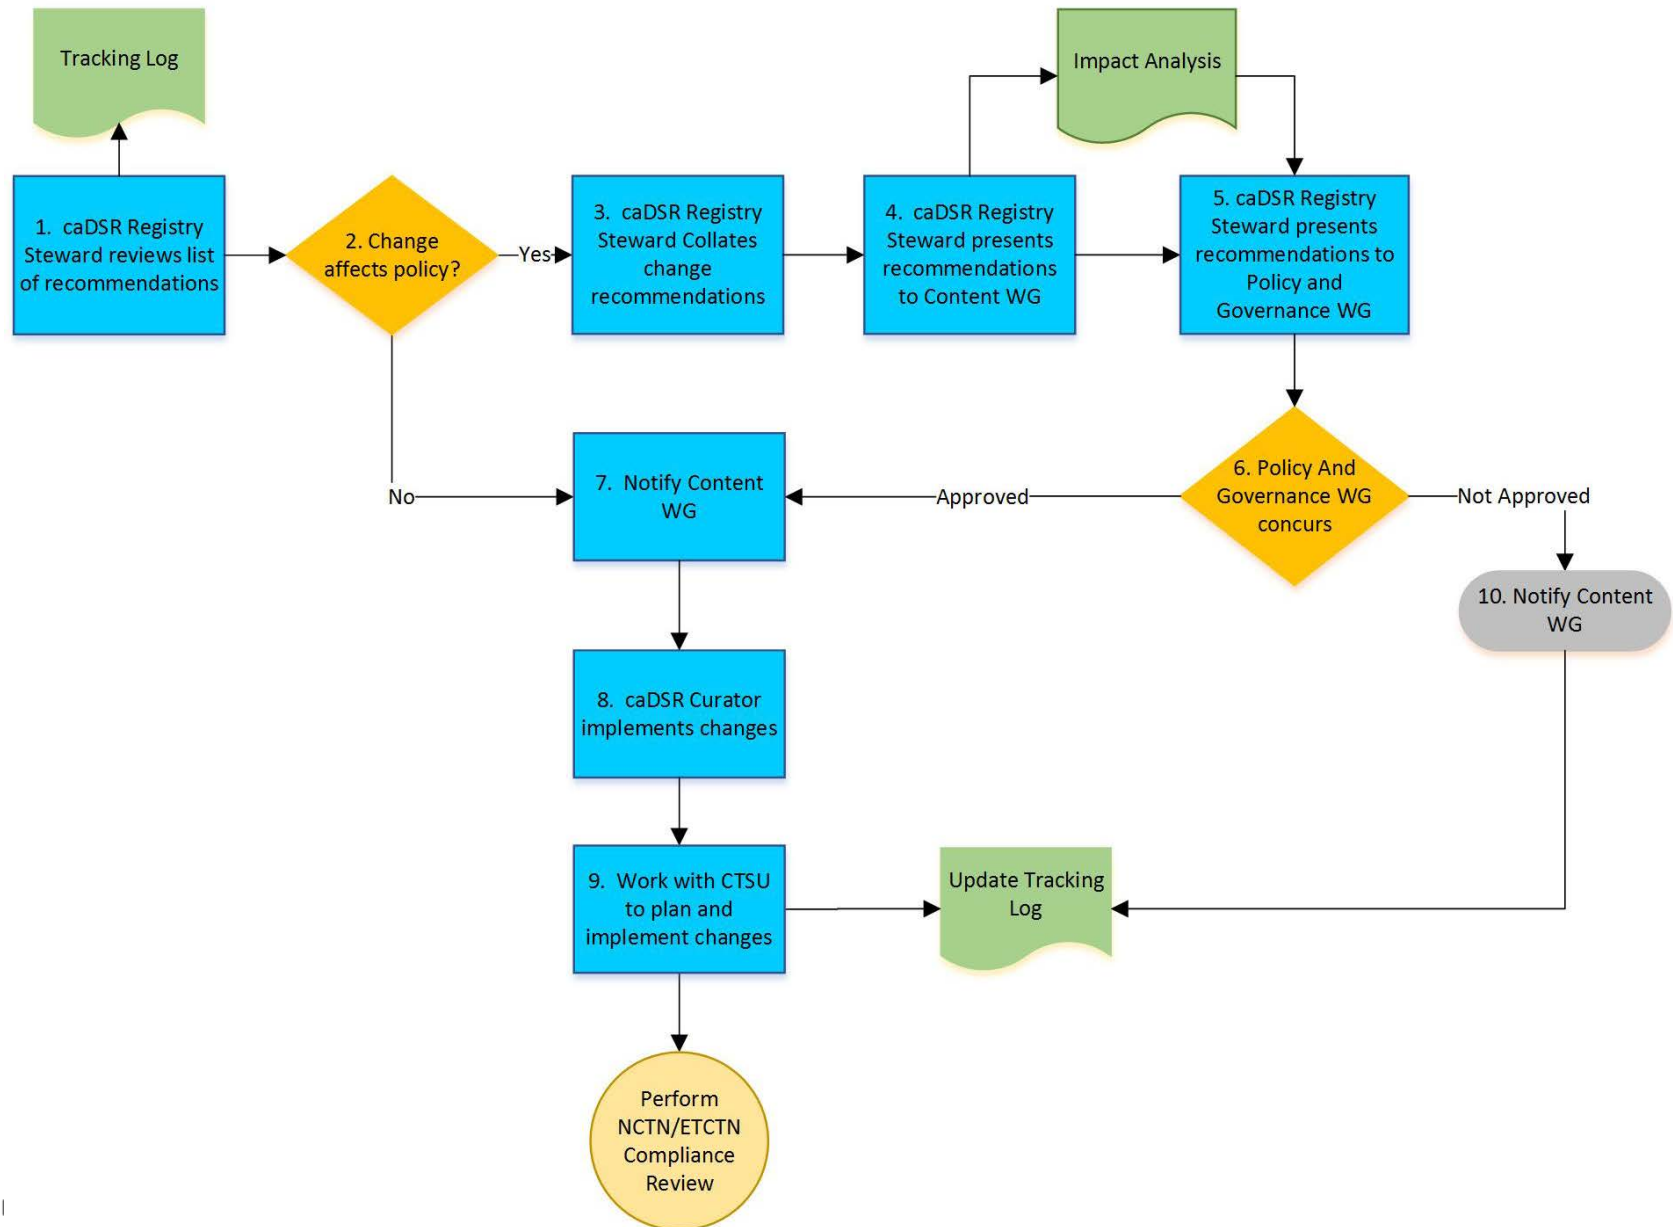 Tracking Log
Impact Analysis
1. caDSR Registry
Steward reviews list
of recommendations
2. Change
affects policy?
Yes
3. caDSR Registry
Steward Collates
change
recommendations
4. caDSR Registry
Steward presents
recommendations
to Content WG
5. caDSR Registry
Steward presents
recommendations to
Policy and
Governance WG
No
7. Notify Content
WG
Approved
6. Policy And
Governance WG
concurs
Not Approved
10. Notify Content
WG
8. caDSR Curator
implements changes
9. Work with CTSU
to plan and
implement changes
Update Tracking
Log
Perform
NCTN/ETCTN
Compliance
Review